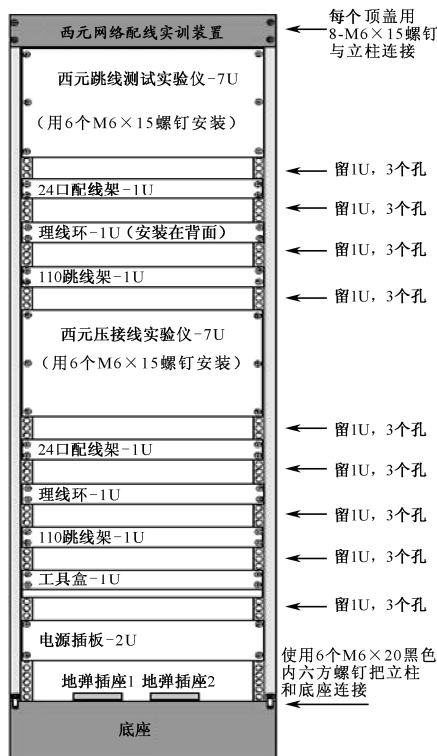 西元网络配线实训装置
每个顶盖用
8-M6×15螺钉
与立柱连接
西元跳线测试实验仪-7U
(用6个M6×15螺钉安装)
留1U, 3个孔
24口配线架-1U
留1U, 3个孔
理线环-1U(安装在背面)
留1U, 3个孔
110跳线架-1U
留1U, 3个孔
西元压接线实验仪-7U
(用6个M6×15螺钉安装)
留1U, 3个孔
24口配线架-1U
留1U, 3个孔
理线环-1U
留1U, 3个孔
110跳线架-1U
留1U, 3个孔
工具盒-1U
留1U, 3个孔
电源插板-2U
使用6个M6×20黑色
内六方螺钉把立柱
和底座连接
地弹插座1 地弹插座2
底座